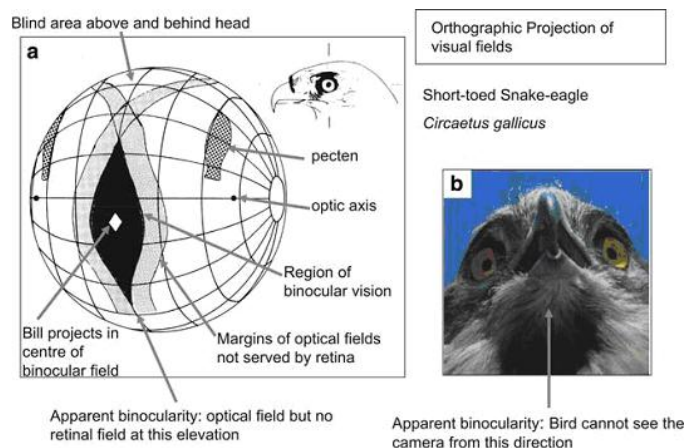 Blind area above and behind head
a
Orthographic Projection of
visual fields
Short-toed Snake-eagle
Circaetus gallicus
pecten
optic axis
b
Region of
binocular vision
Bill projects in
centre of
binocular field
Margins of optical fields
not served by retina
Apparent binocularity: optical field but no
retinal field at this elevation
Apparent binocularity: Bird cannot see the
camera from this direction